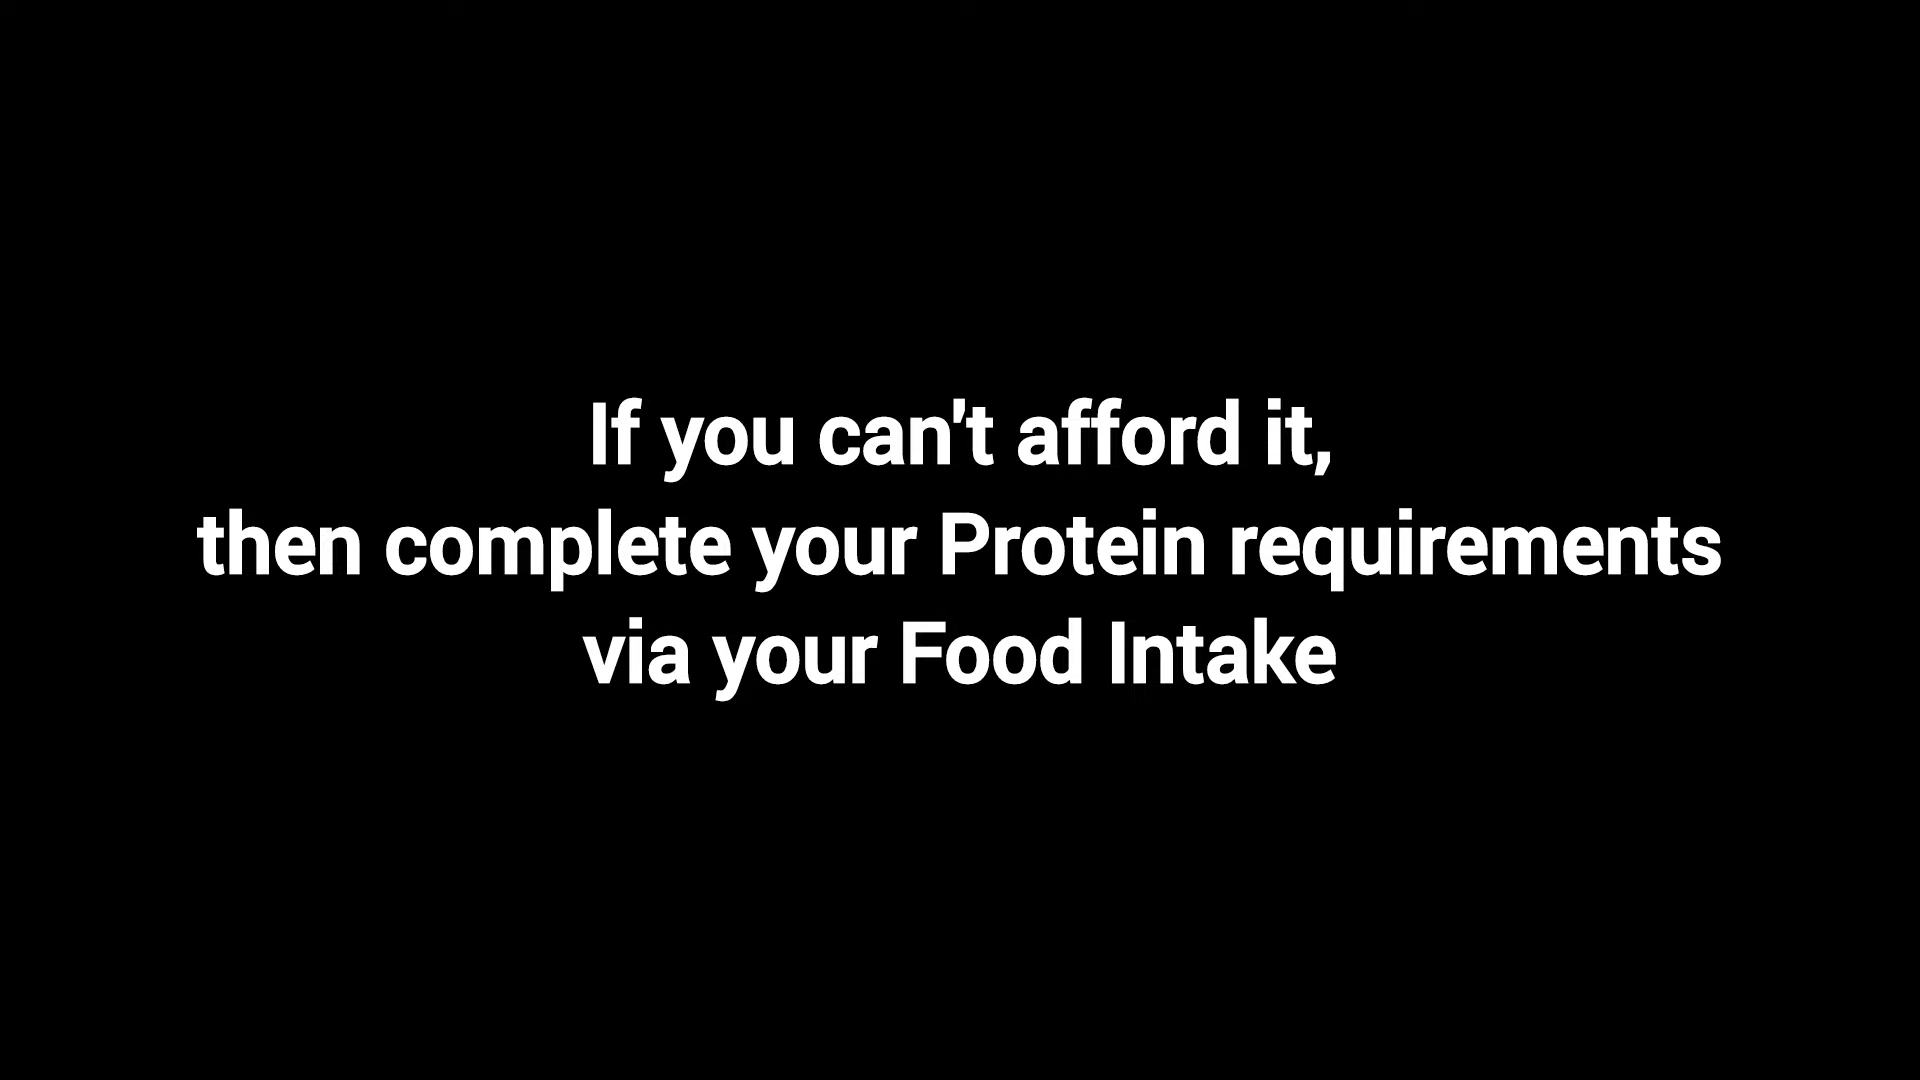 If you can't afford it,
then complete your Protein requirements
via your Food Intake